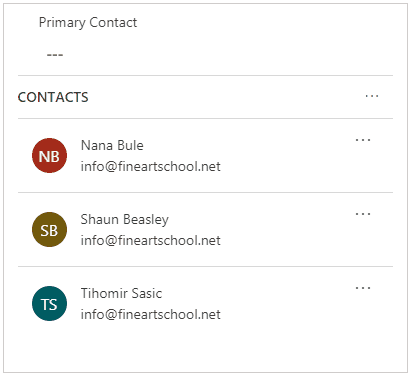 Primary Contact
---
CONTACTS
...
NB
Nana Bule
info@fineartschool.net
...
SB
Shaun Beasley
info@fineartschool.net
...
TS
Tihomir Sasic
info@fineartschool.net
...